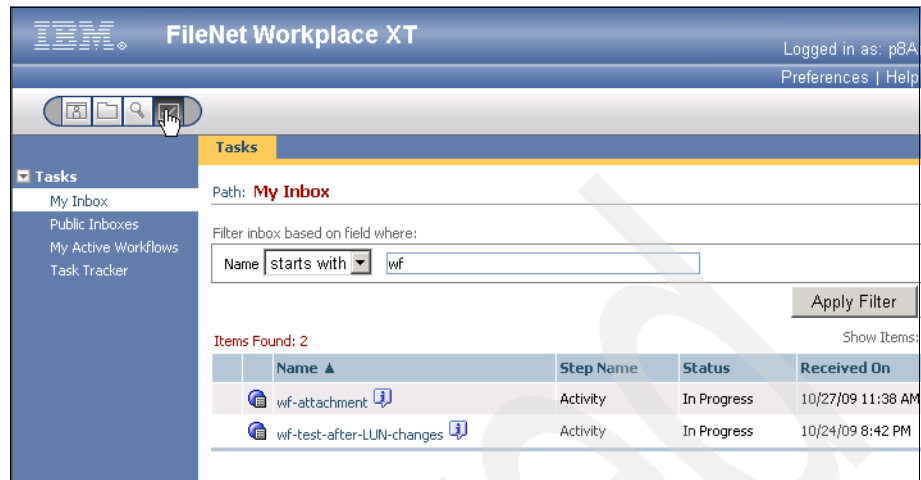 IBM® FileNet Workplace XT
Logged in as: p8A
Preferences | Help
Tasks
Tasks
My Inbox
Public Inboxes
My Active Workflows
Task Tracker
Path: My Inbox
Filter inbox based on field where:
Name starts with wf
Apply Filter
Items Found: 2 Show Items:
Name Step Name Status Received On
wf-attachment Activity In Progress 10/27/09 11:38 AM
wf-test-after-LUN-changes Activity In Progress 10/24/09 8:42 PM